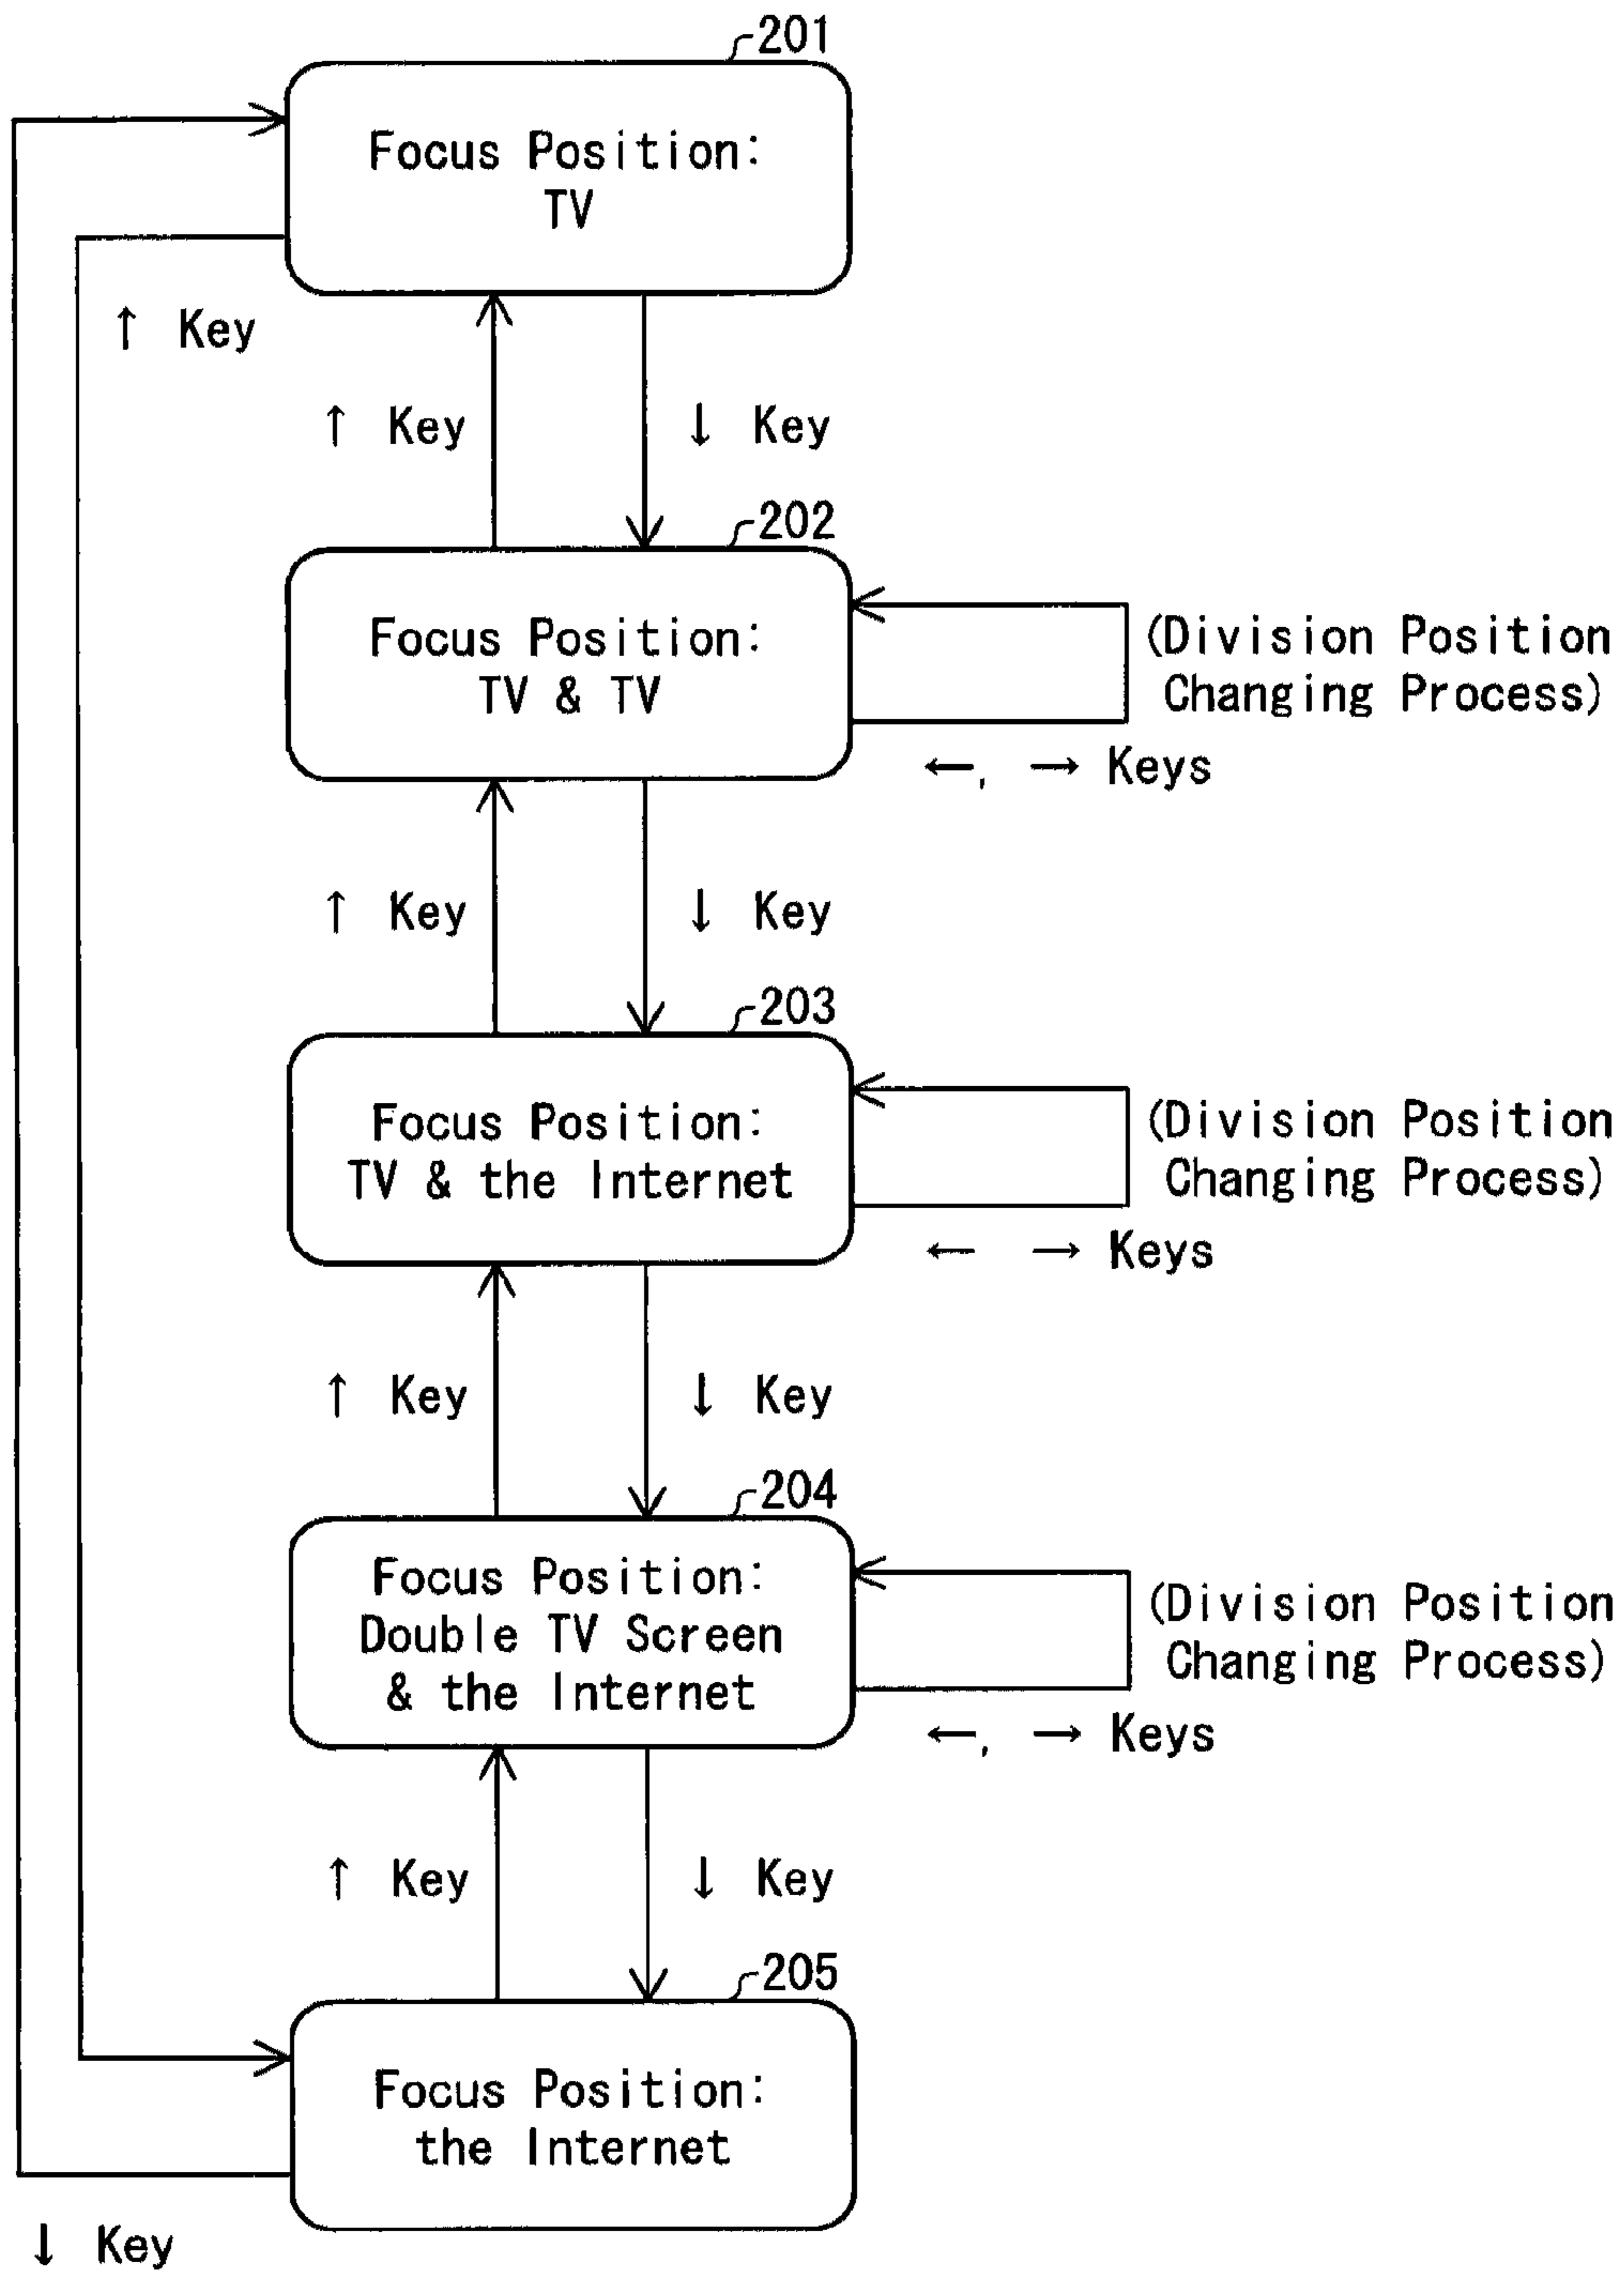 201
Focus Position:
TV
↑ Key
↑ Key
↓ Key
202
Focus Position:
TV & TV
(Division Position
Changing Process)
←, → Keys
↑ Key
↓ Key
203
Focus Position:
TV & the Internet
(Division Position
Changing Process)
← → Keys
↑ Key
↓ Key
204
Focus Position:
Double TV Screen
& the Internet
(Division Position
Changing Process)
←, → Keys
↑ Key
↓ Key
205
Focus Position:
the Internet
↓ Key